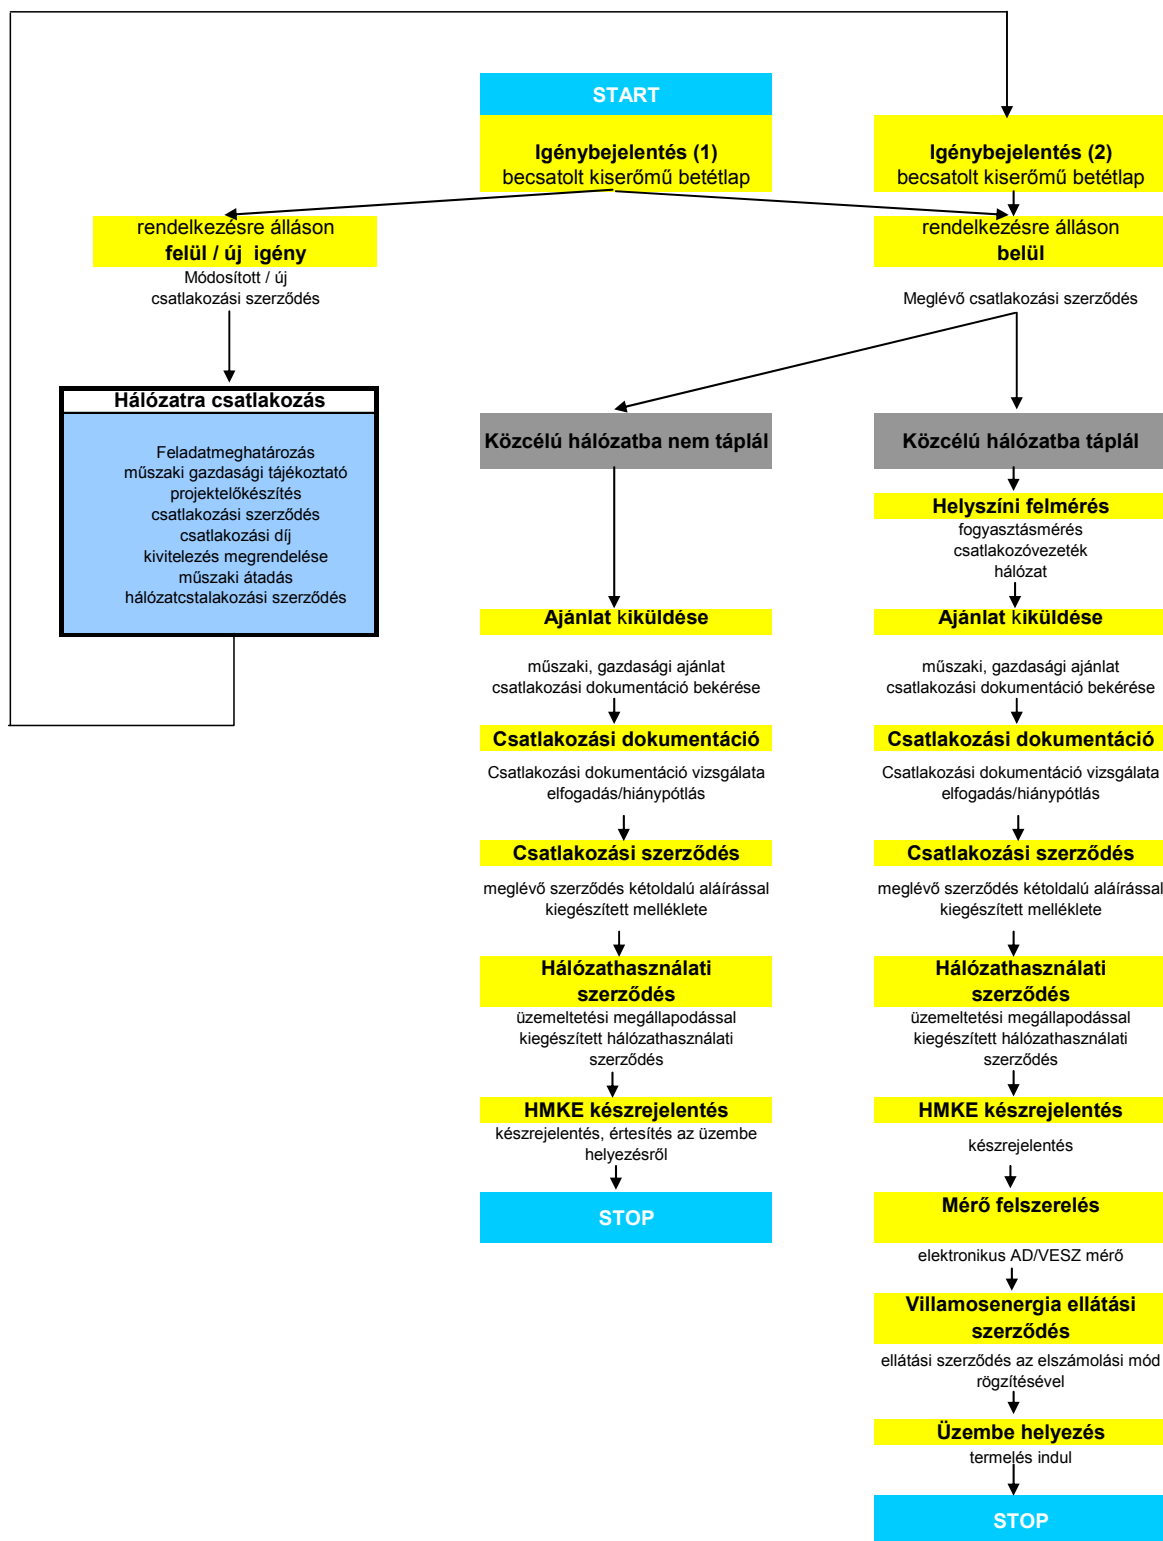 START
Igénybejelentés (1)
becsatolt kiserőmű betétlap
Igénybejelentés (2)
becsatolt kiserőmű betétlap
rendelkezésre álláson
felül / új igény
Módosított / új
csatlakozási szerződés
rendelkezésre álláson
belül
Meglévő csatlakozási szerződés
Hálózatra csatlakozás
Feladatmeghatározás
műszaki gazdasági tájékoztató
projektelőkészítés
csatlakozási szerződés
csatlakozási díj
kivitelezés megrendelése
műszaki átadás
hálózatcstalakozási szerződés
Közcélú hálózatba nem táplál
Ajánlat kiküldése
műszaki, gazdasági ajánlat
csatlakozási dokumentáció bekérése
Csatlakozási dokumentáció
Csatlakozási dokumentáció vizsgálata
elfogadás/hiánypótlás
Csatlakozási szerződés
meglévő szerződés kétoldalú aláírással
kiegészített melléklete
Hálózathasználati
szerződés
üzemeltetési megállapodással
kiegészített hálózathasználati
szerződés
HMKE készrejelentés
készrejelentés, értesítés az üzembe
helyezésről
STOP
Közcélú hálózatba táplál
Helyszíni felmérés
fogyasztásmérés
csatlakozóvezeték
hálózat
Ajánlat kiküldése
műszaki, gazdasági ajánlat
csatlakozási dokumentáció bekérése
Csatlakozási dokumentáció
Csatlakozási dokumentáció vizsgálata
elfogadás/hiánypótlás
Csatlakozási szerződés
meglévő szerződés kétoldalú aláírással
kiegészített melléklete
Hálózathasználati
szerződés
üzemeltetési megállapodással
kiegészített hálózathasználati
szerződés
HMKE készrejelentés
készrejelentés
Mérő felszerelés
elektronikus AD/VESZ mérő
Villamosenergia ellátási
szerződés
ellátási szerződés az elszámolási mód
rögzítésével
Üzembe helyezés
termelés indul
STOP